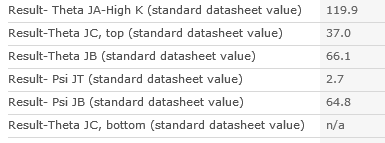 Result- Theta JA-High K (standard datasheet value) 119.9
Result-Theta JC, top (standard datasheet value) 37.0
Result-Theta JB (standard datasheet value) 66.1
Result- Psi JT (standard datasheet value) 2.7
Result- Psi JB (standard datasheet value) 64.8
Result-Theta JC, bottom (standard datasheet value) n/a